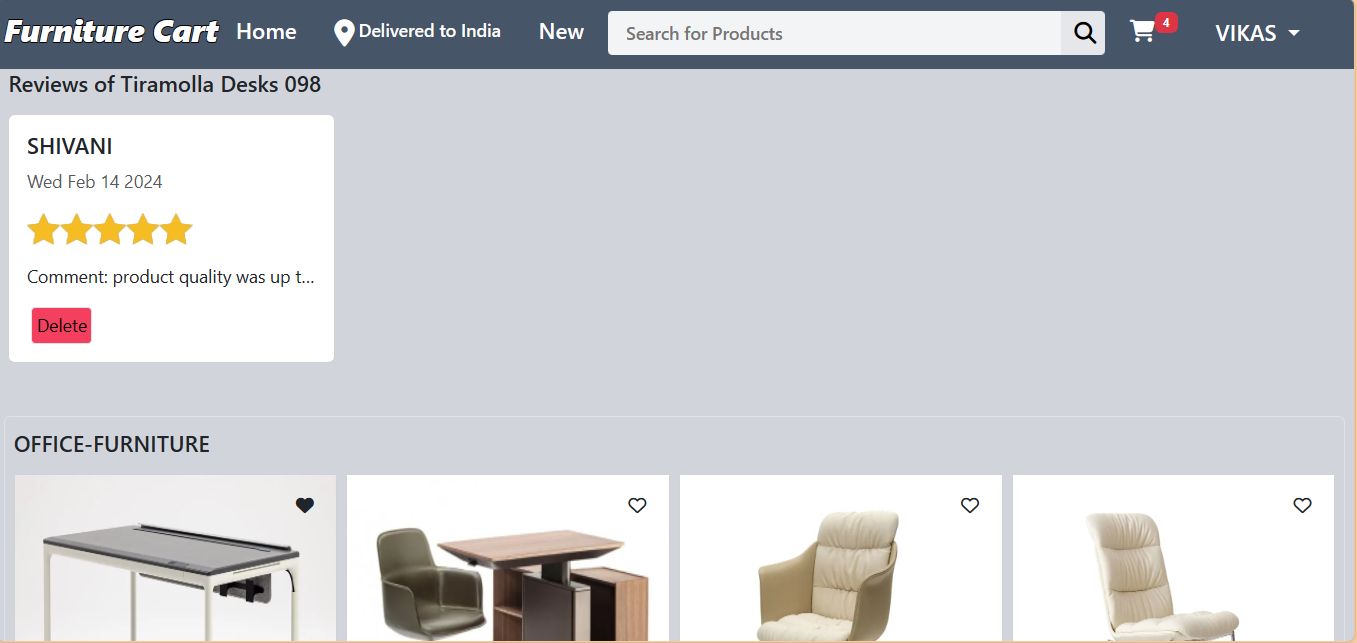 Furniture Cart Home Delivered to India New Search for Products 4 VIKAS
Reviews of Tiramolla Desks 098
SHIVANI
Wed Feb 14 2024
Comment: product quality was up t...
Delete
OFFICE-FURNITURE